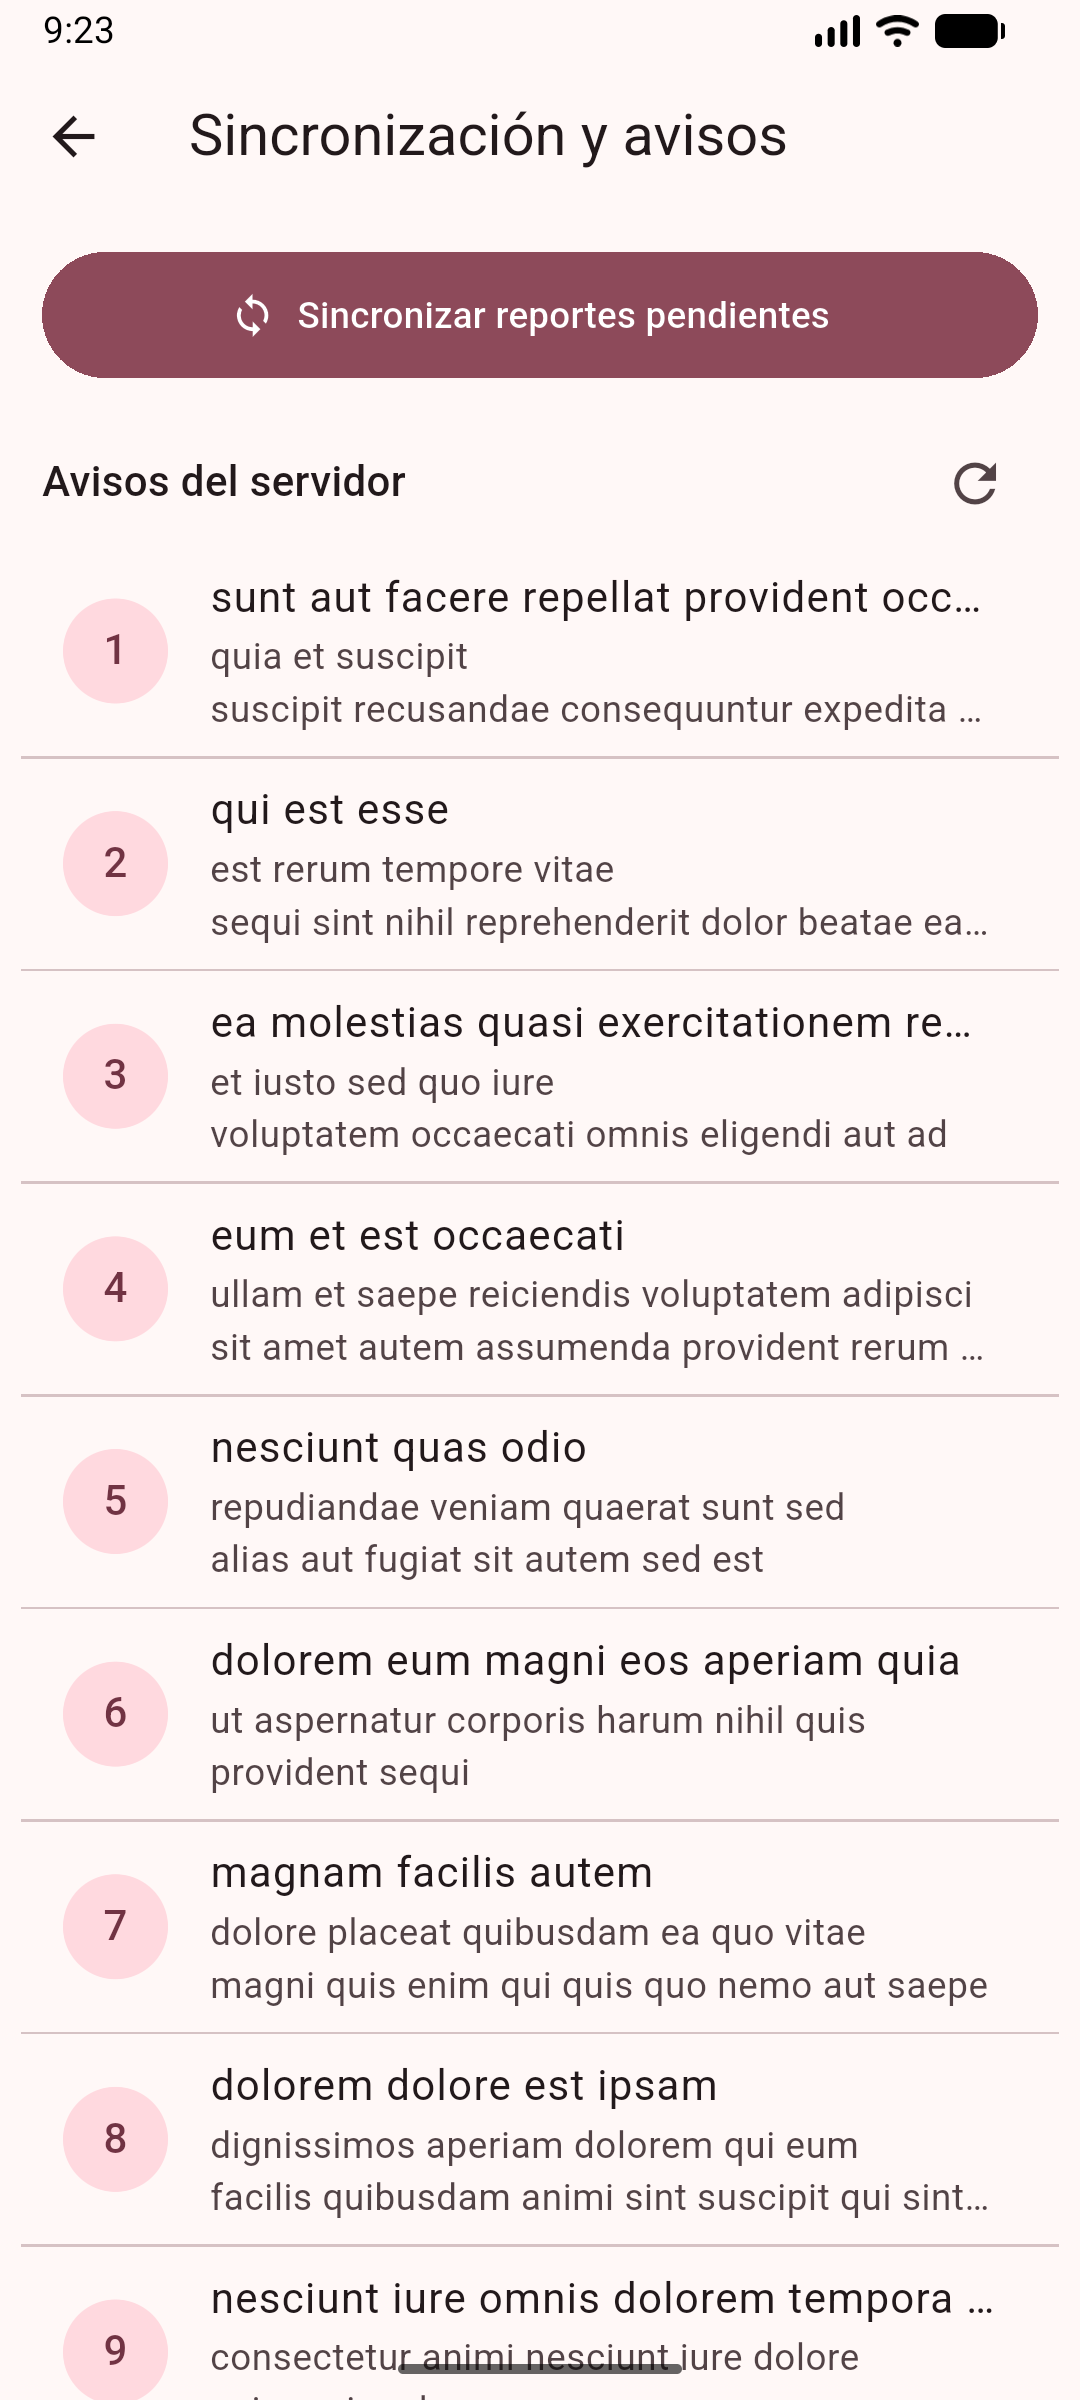 9:23
Sincronización y avisos
Sincronizar reportes pendientes
Avisos del servidor
1
sunt aut facere repellat provident occ…
quia et suscipit
suscipit recusandae consequuntur expedita …
2
qui est esse
est rerum tempore vitae
sequi sint nihil reprehenderit dolor beatae ea…
3
ea molestias quasi exercitationem re…
et iusto sed quo iure
voluptatem occaecati omnis eligendi aut ad
4
eum et est occaecati
ullam et saepe reiciendis voluptatem adipisci
sit amet autem assumenda provident rerum …
5
nesciunt quas odio
repudiandae veniam quaerat sunt sed
alias aut fugiat sit autem sed est
6
dolorem eum magni eos aperiam quia
ut aspernatur corporis harum nihil quis
provident sequi
7
magnam facilis autem
dolore placeat quibusdam ea quo vitae
magni quis enim qui quis quo nemo aut saepe
8
dolorem dolore est ipsam
dignissimos aperiam dolorem qui eum
facilis quibusdam animi sint suscipit qui sint…
9
nesciunt iure omnis dolorem tempora …
consectetur animi nesciunt iure dolore